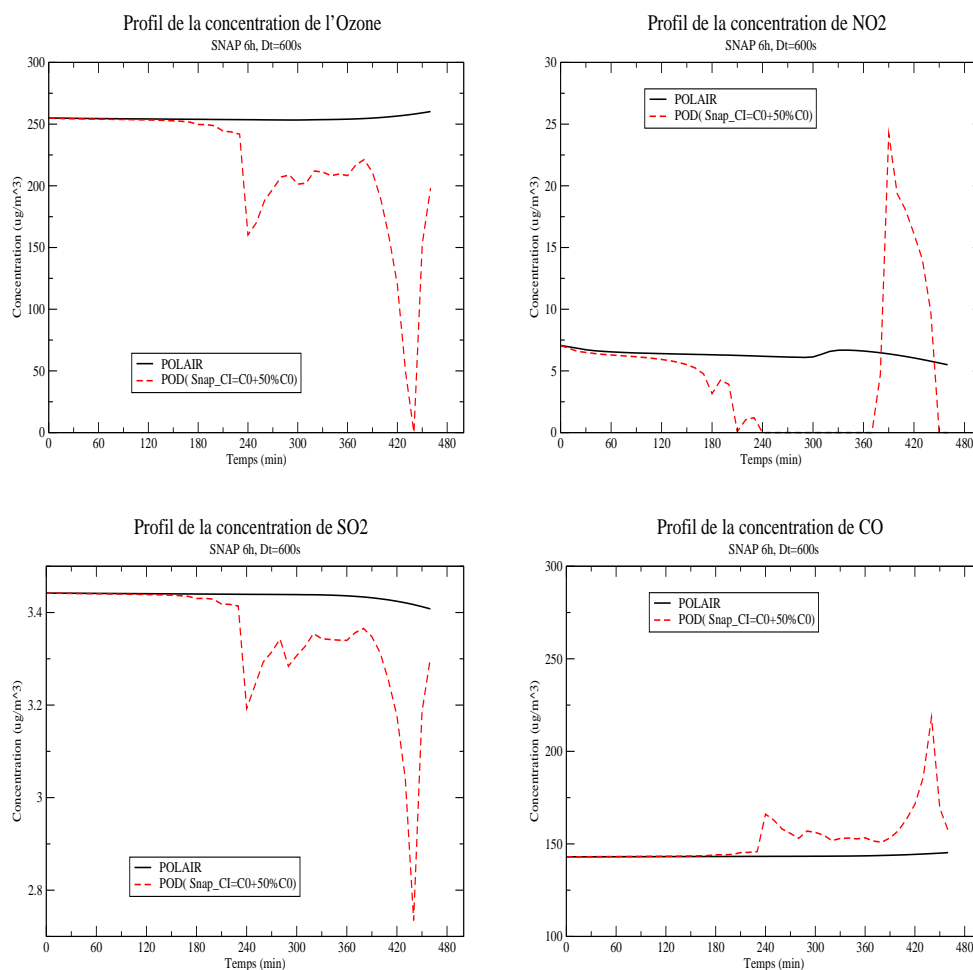 Profil de la concentration de l'Ozone
SNAP 6h, Dt=600s
300
250
200
150
100
50
0
Concentration (ug/m^3)
POLAIR
POD( Snap_CI=C0+50%C0)
0 60 120 180 240 300 360 420 480
Temps (min)
Profil de la concentration de NO2
SNAP 6h, Dt=600s
30
25
20
15
10
5
0
Concentration (ug/m^3)
POLAIR
POD( Snap_CI=C0+50%C0)
0 60 120 180 240 300 360 420 480
Temps (min)
Profil de la concentration de SO2
SNAP 6h, Dt=600s
3.4
3.2
3
2.8
Concentration (ug/m^3)
POLAIR
POD( Snap_CI=C0+50%C0)
0 60 120 180 240 300 360 420 480
Temps (min)
Profil de la concentration de CO
SNAP 6h, Dt=600s
300
250
200
150
100
Concentration (ug/m^3)
POLAIR
POD( Snap_CI=C0+50%C0)
0 60 120 180 240 300 360 420 480
Temps (min)